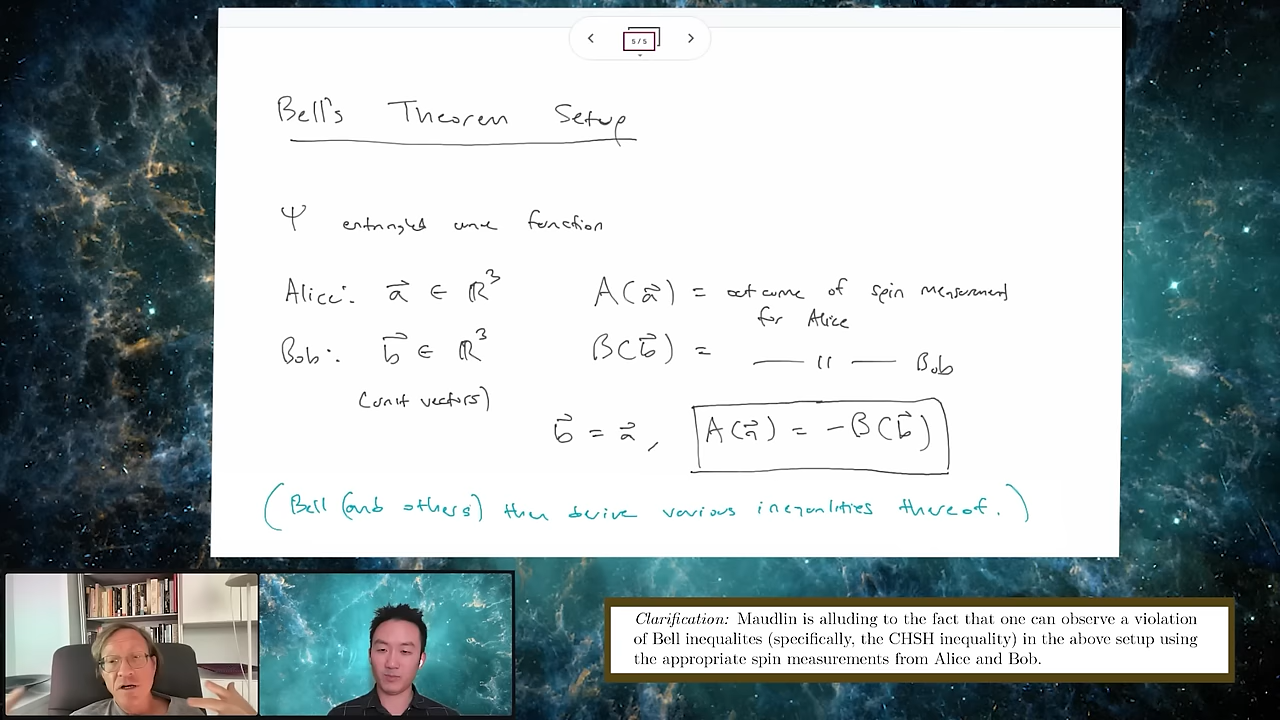 5/5
Bell's Theorem Setup
Ψ entangled wave function
Alice: a⃗ ∈ ℝ³ A(a⃗) = outcome of spin measurement
for Alice
Bob: b⃗ ∈ ℝ³ B(b⃗) = —— 〃 —— Bob
(unit vectors)
b⃗ = a⃗, A(a⃗) = -B(b⃗)
(Bell (and others) then derive various inequalities thereof.)
Clarification: Maudlin is alluding to the fact that one can observe a violation
of Bell inequalites (specifically, the CHSH inequality) in the above setup using
the appropriate spin measurements from Alice and Bob.